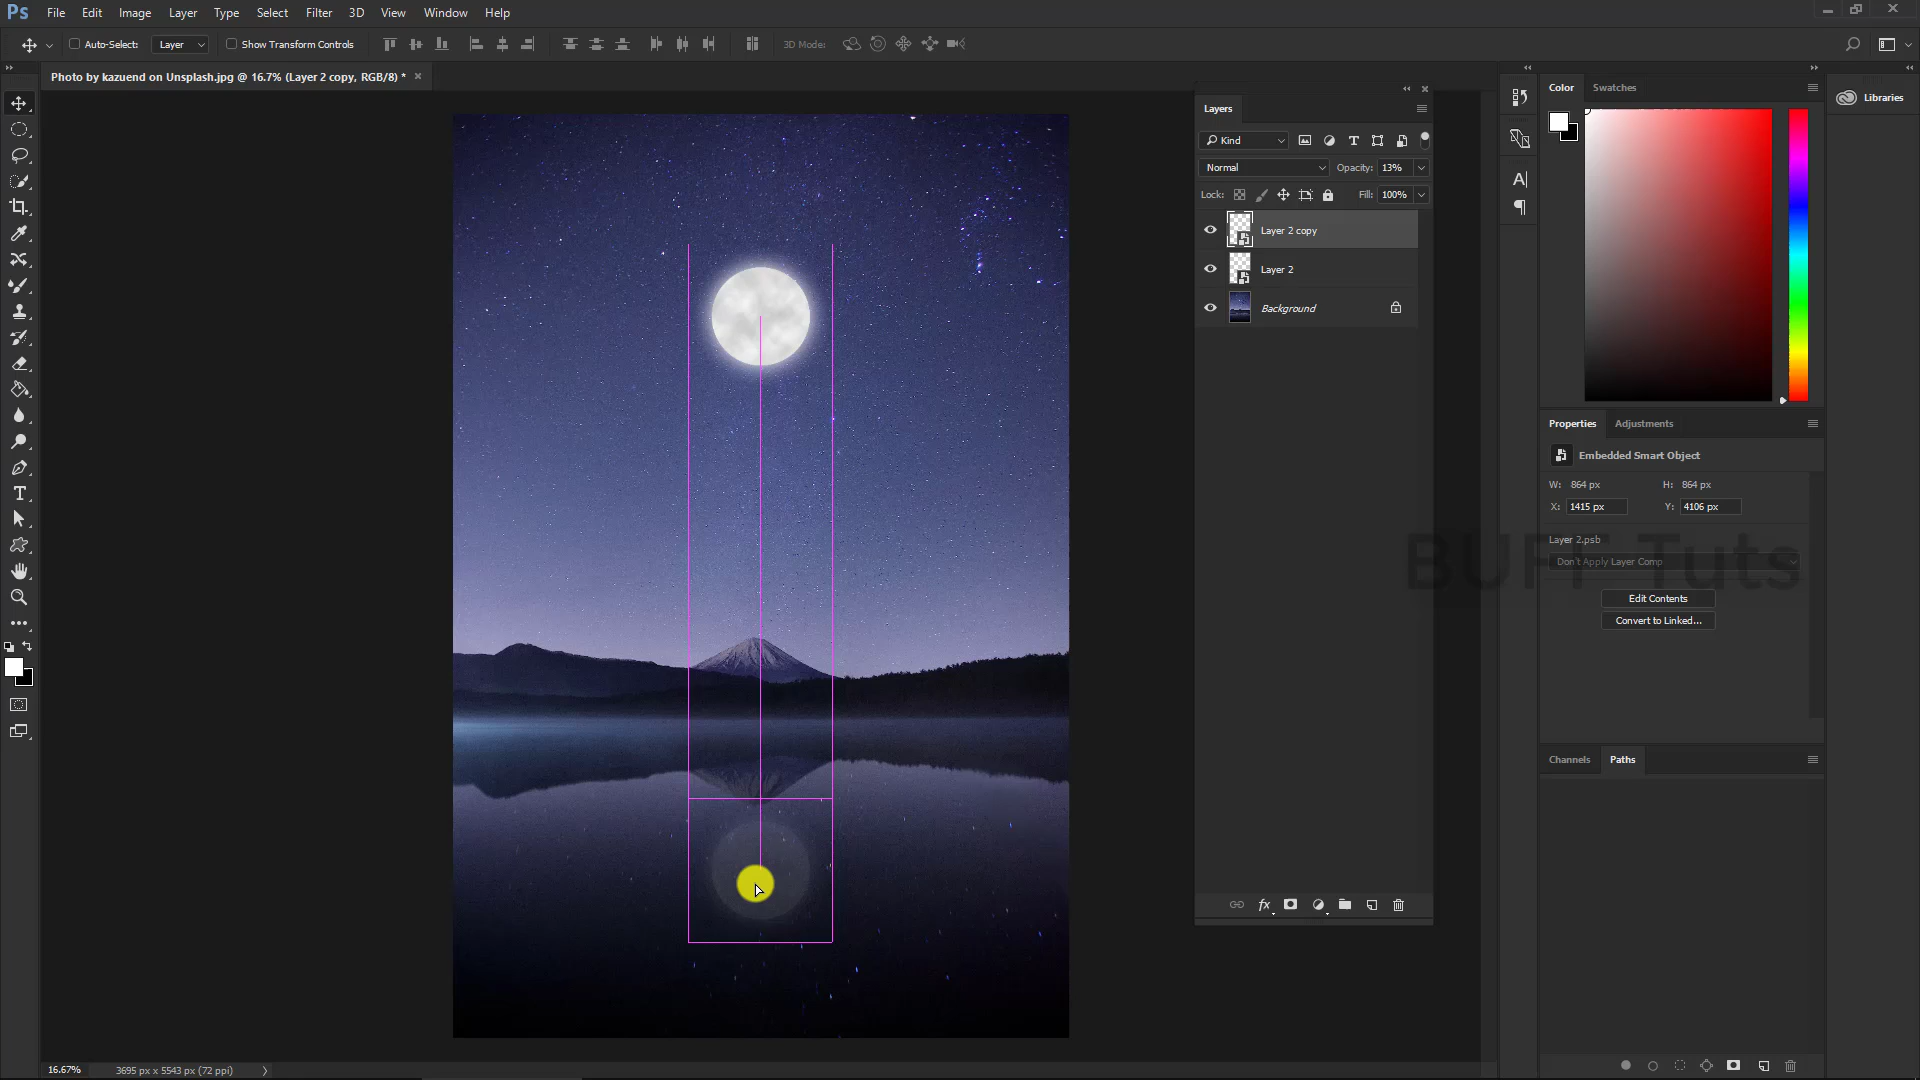 Ps File Edit Image Layer Type Select Filter 3D View Window Help
Auto-Select: Layer Show Transform Controls 3D Mode:
Photo by kazuend on Unsplash.jpg @ 16.7% (Layer 2 copy, RGB/8) *
Layers
Kind
Normal Opacity: 13%
Lock: Fill: 100%
Layer 2 copy
Layer 2
Background
Color Swatches
Libraries
Properties Adjustments
Embedded Smart Object
W: 864 px H: 864 px
X: 1415 px Y: 4106 px
Layer 2.psb
Don't Apply Layer Comp
BUFF Tuts
Edit Contents
Convert to Linked...
Channels Paths
16.67% 3695 px x 5543 px (72 ppi)